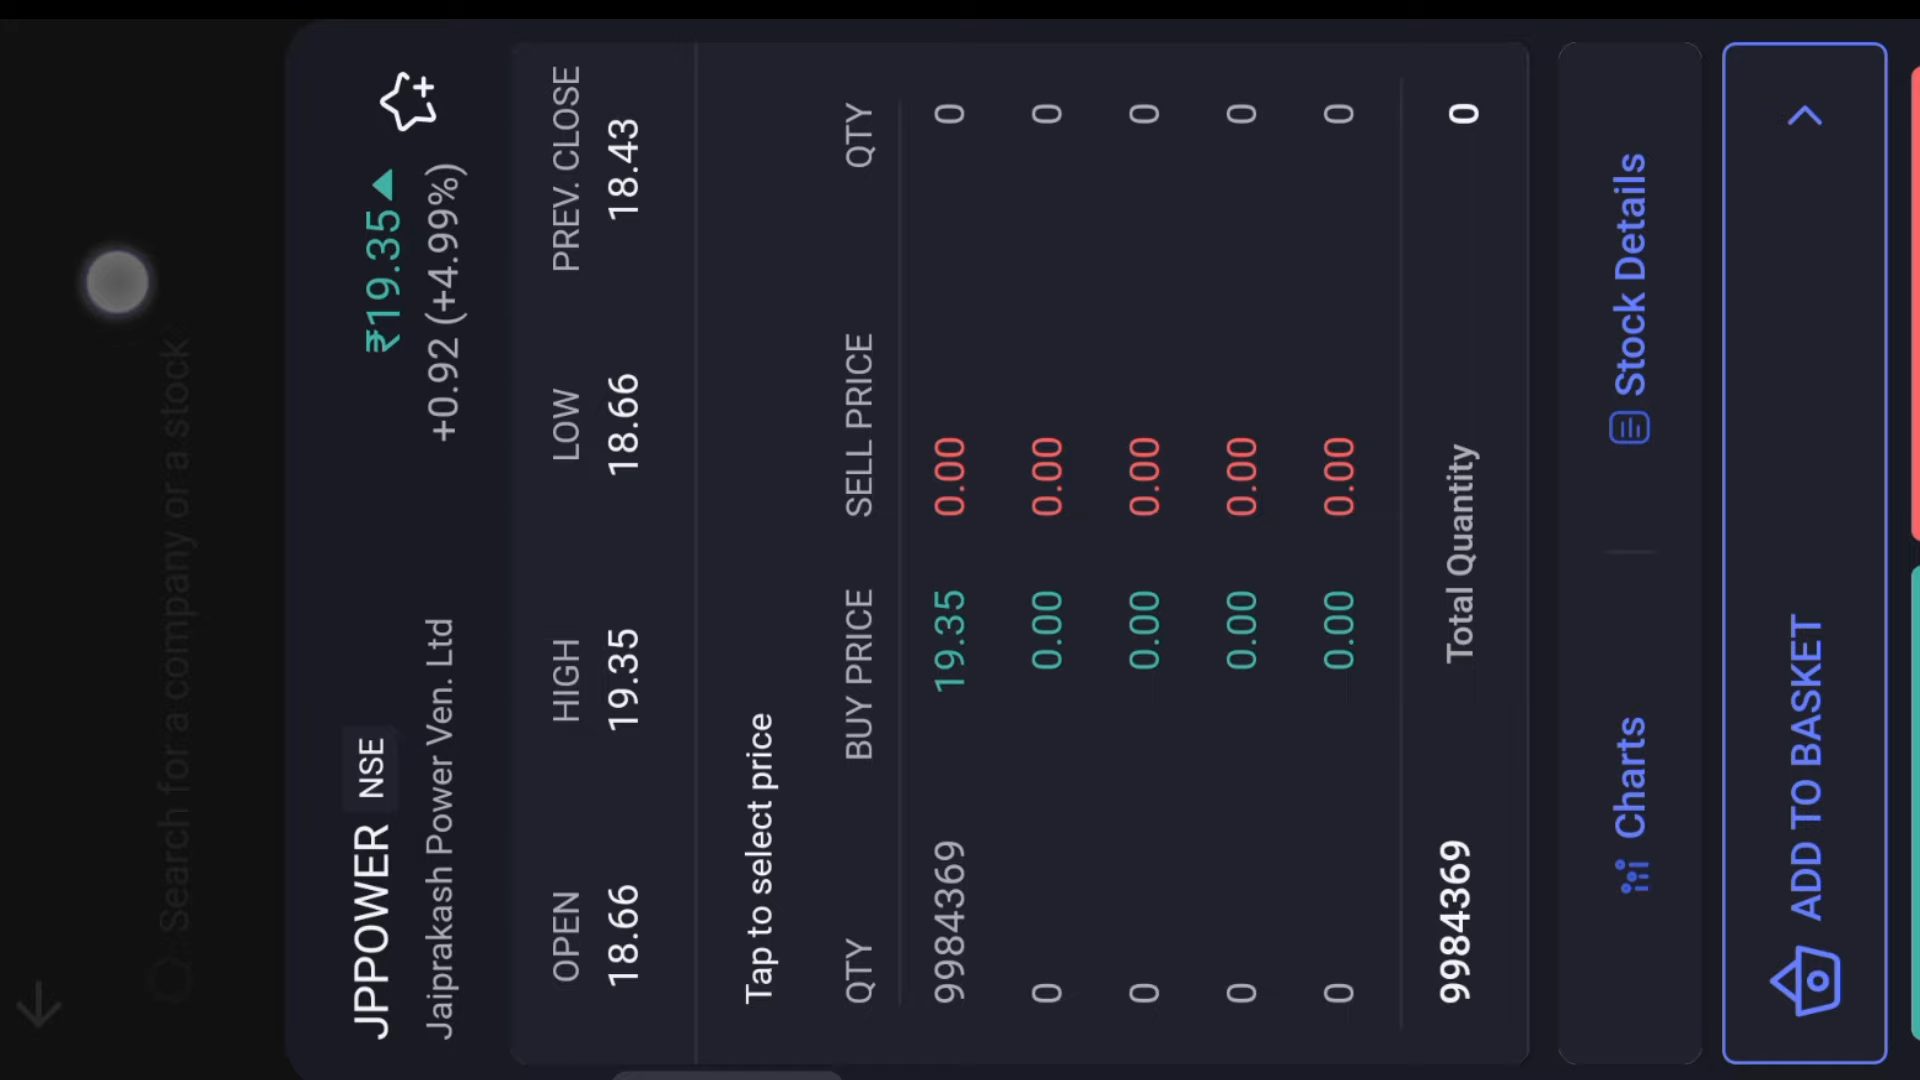 Search for a company or a stock
JPPOWER NSE ₹19.35
Jaiprakash Power Ven. Ltd +0.92 (+4.99%)
OPEN HIGH LOW PREV. CLOSE
18.66 19.35 18.66 18.43
Tap to select price
QTY BUY PRICE SELL PRICE QTY
9984369 19.35 0.00 0
0 0.00 0.00 0
0 0.00 0.00 0
0 0.00 0.00 0
0 0.00 0.00 0
9984369 Total Quantity 0
Charts Stock Details
ADD TO BASKET